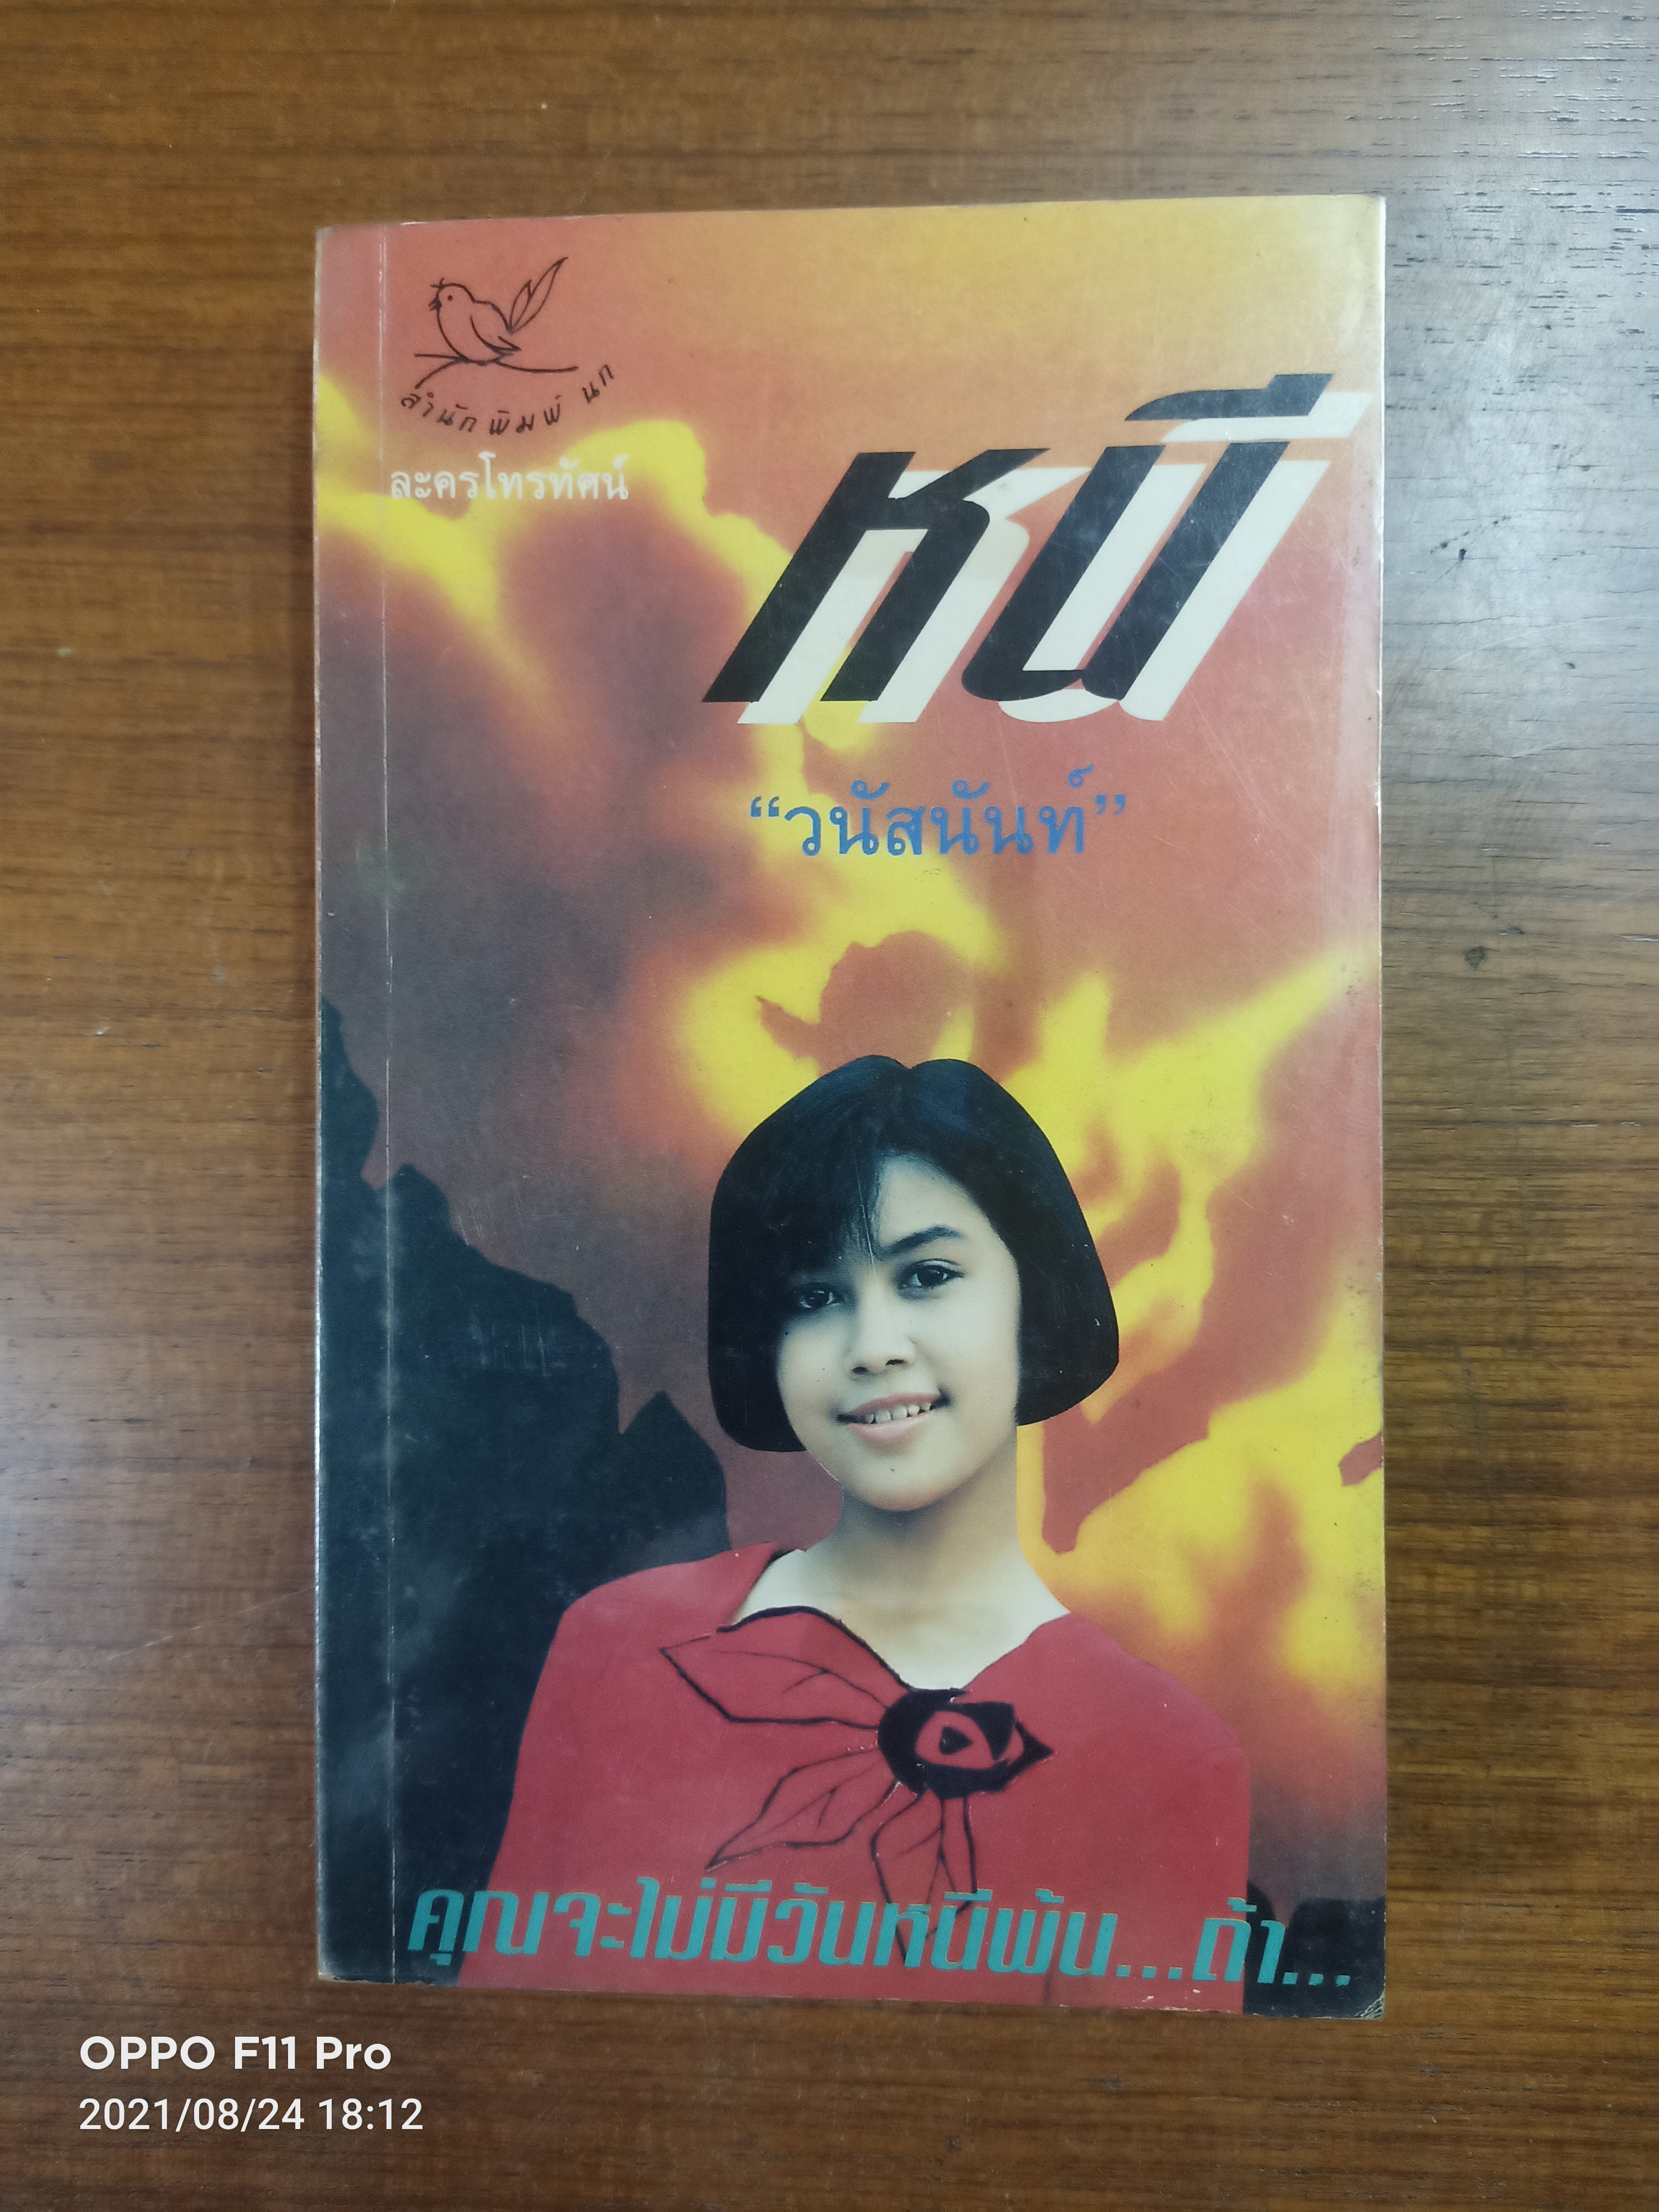 สำนักพิมพ์ นก
ละครโทรทัศน์
หนี
“วนัสนันท์”
คุณจะไม่มีวันหนีพ้น...ถ้า...
OPPO F11 Pro
2021/08/24 18:12